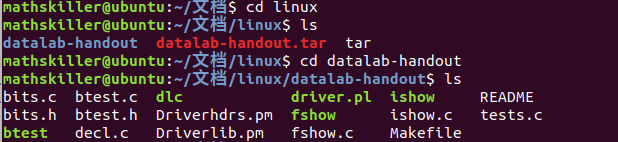 mathskiller@ubuntu:~/文档$ cd linux
mathskiller@ubuntu:~/文档/linux$ ls
datalab-handout datalab-handout.tar tar
mathskiller@ubuntu:~/文档/linux$ cd datalab-handout
mathskiller@ubuntu:~/文档/linux/datalab-handout$ ls
bits.c btest.c dlc driver.pl ishow README
bits.h btest.h Driverhdrs.pm fshow ishow.c tests.c
btest decl.c Driverlib.pm fshow.c Makefile